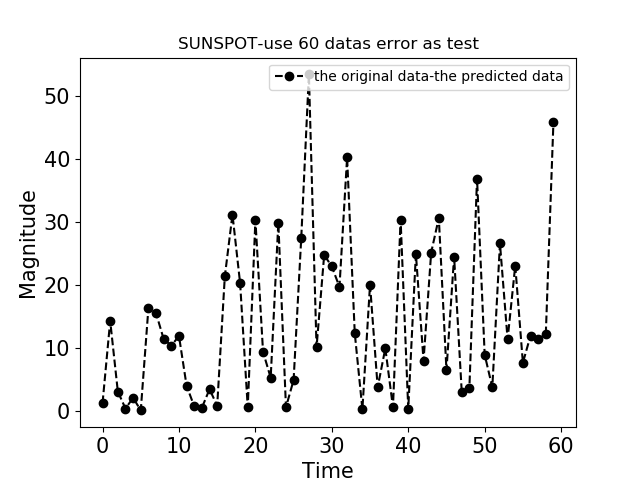 SUNSPOT-use 60 datas error as test
the original data-the predicted data
50
40
30
20
10
0
Magnitude
0 10 20 30 40 50 60
Time